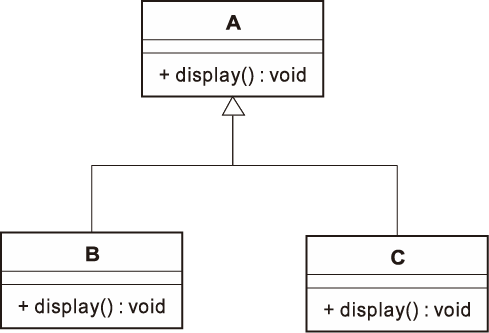 A
+ display() : void
B
+ display() : void
C
+ display() : void